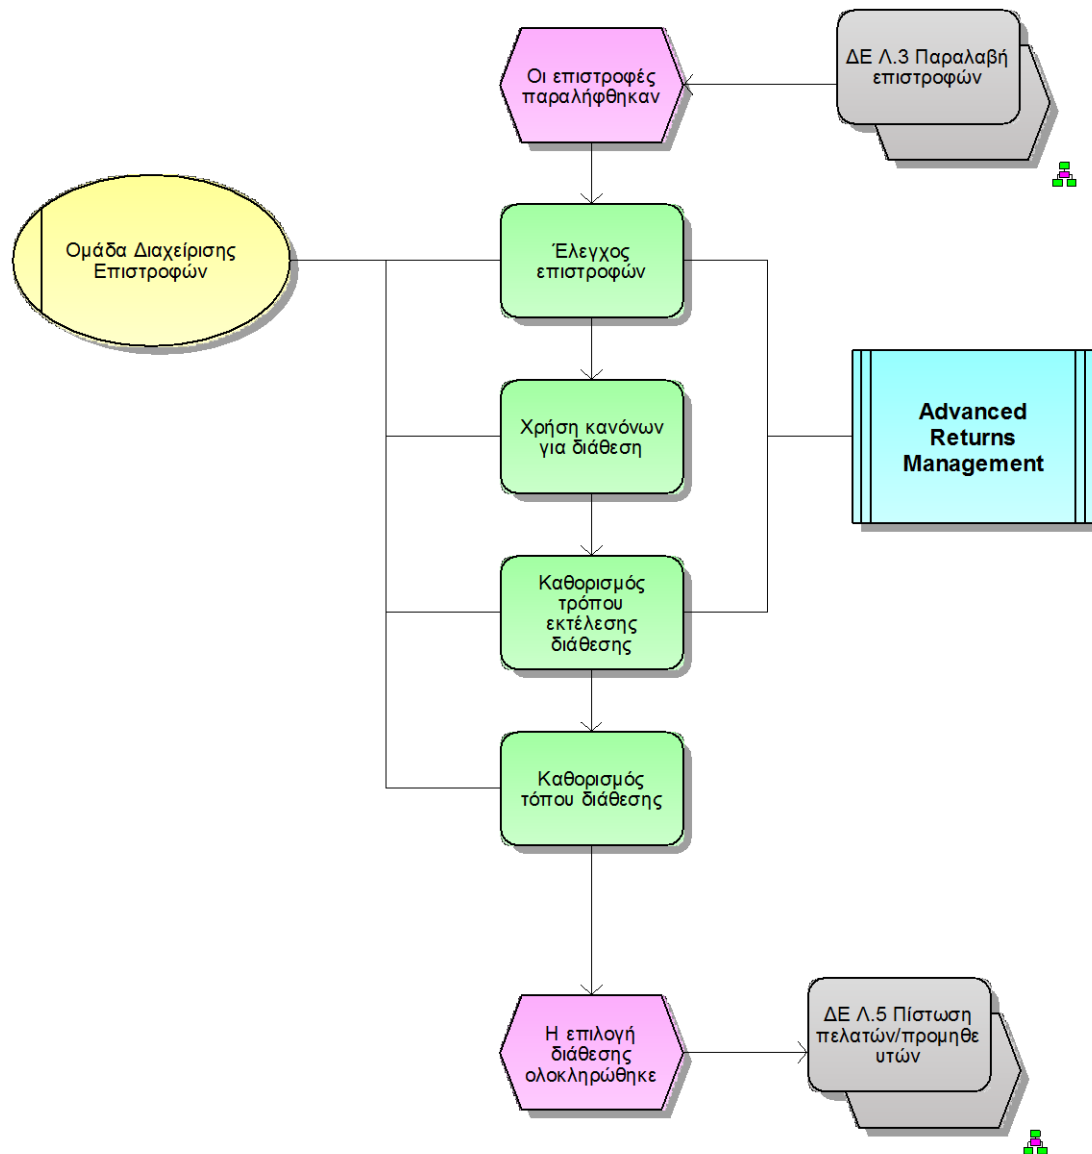 Οι επιστροφές
παραλήφθηκαν
ΔΕ Λ.3 Παραλαβή
επιστροφών
Ομάδα Διαχείρισης
Επιστροφών
Έλεγχος
επιστροφών
Χρήση κανόνων
για διάθεση
Advanced
Returns
Management
Καθορισμός
τρόπου
εκτέλεσης
διάθεσης
Καθορισμός
τόπου διάθεσης
Η επιλογή
διάθεσης
ολοκληρώθηκε
ΔΕ Λ.5 Πίστωση
πελατών/προμηθε
υτών